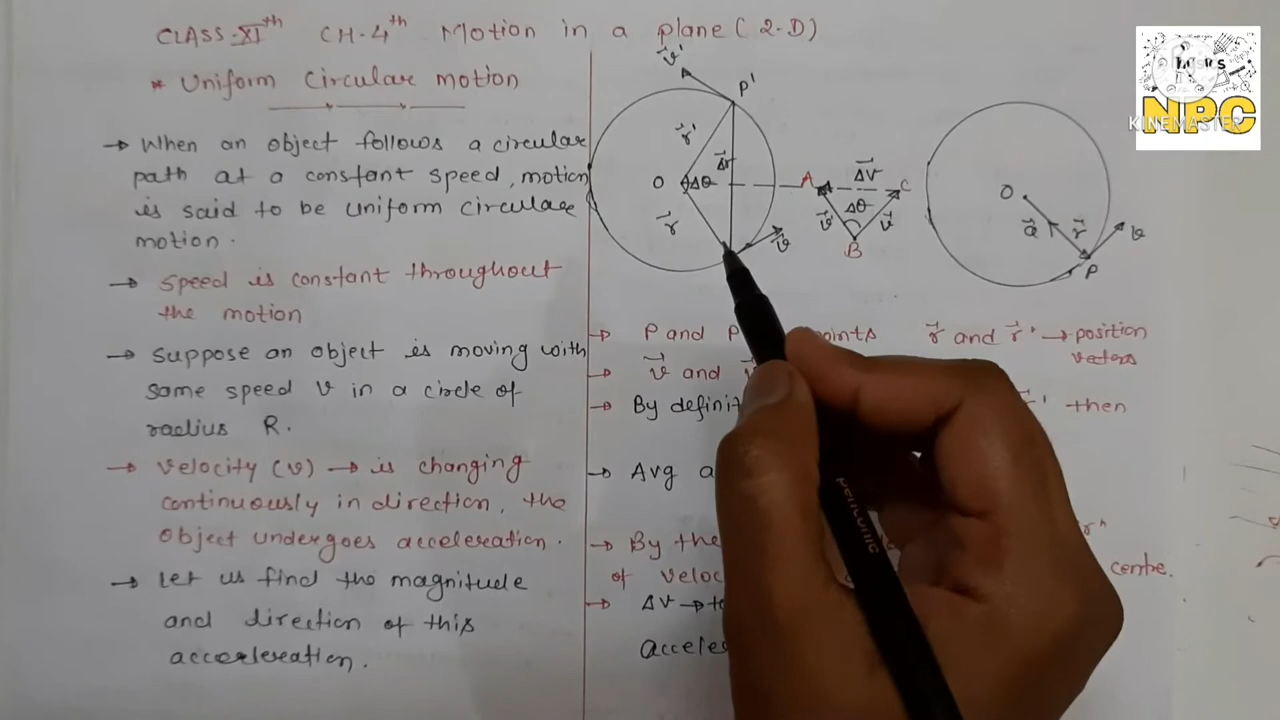 CLASS-XIth CH-4th Motion in a plane (2-D)
* Uniform Circular motion
→ When an object follows a circular
path at a constant speed, motion
is said to be uniform circular
motion.
→ Speed is constant throughout
the motion
→ Suppose an object is moving with
same speed v in a circle of
radius R.
→ velocity (v) → is changing
continuously in direction, the
object undergoes acceleration.
→ Let us find the magnitude
and direction of this
accerlereation.
v⃗'
P'
r⃗'
Δr⃗
O Δθ
r⃗
v⃗
A Δv⃗ C
v⃗' Δθ v⃗
B
O
a⃗ r⃗ v
P
→ P and P points r⃗ and r⃗' → position
veters
→ v⃗ and
→ By definit then
→ Avg a
→ By the
of veloc centre.
→ Δv →
accele
Physics
NPC
KINEMASTER